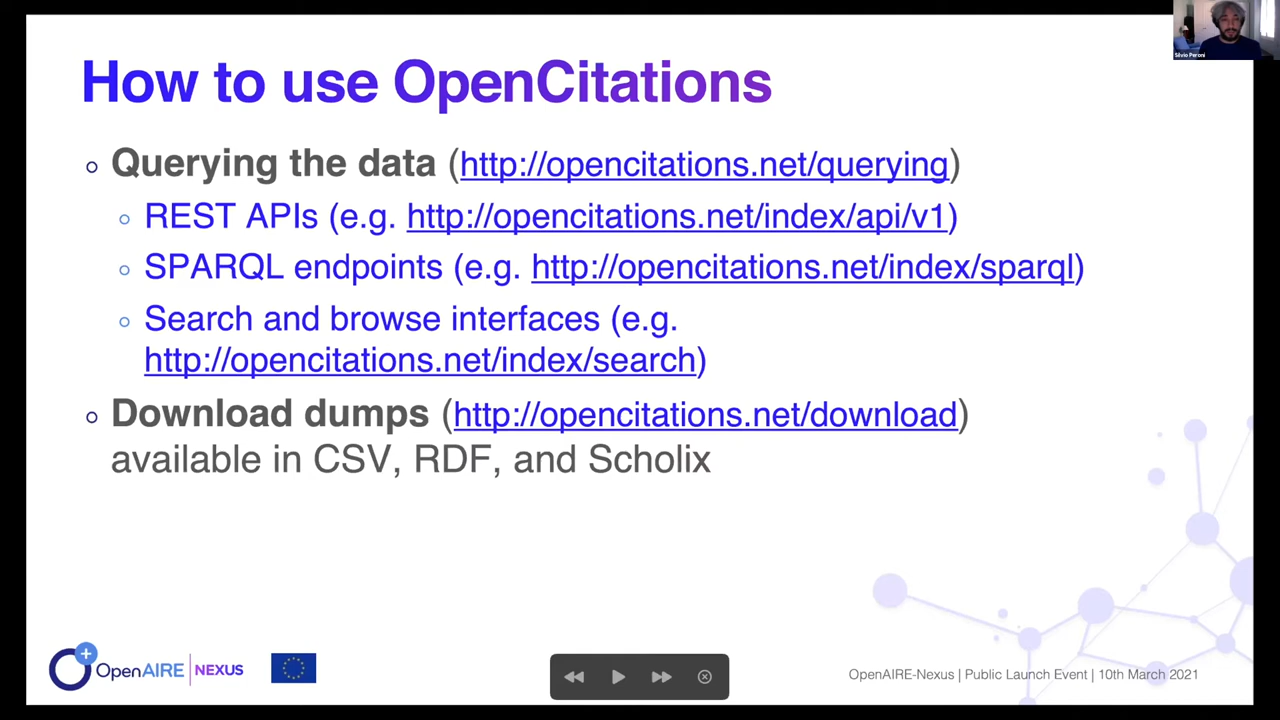 Silvio Peroni
How to use OpenCitations
Querying the data (http://opencitations.net/querying)
REST APIs (e.g. http://opencitations.net/index/api/v1)
SPARQL endpoints (e.g. http://opencitations.net/index/sparql)
Search and browse interfaces (e.g.
http://opencitations.net/index/search)
Download dumps (http://opencitations.net/download)
available in CSV, RDF, and Scholix
OpenAIRE NEXUS
OpenAIRE-Nexus | Public Launch Event | 10th March 2021